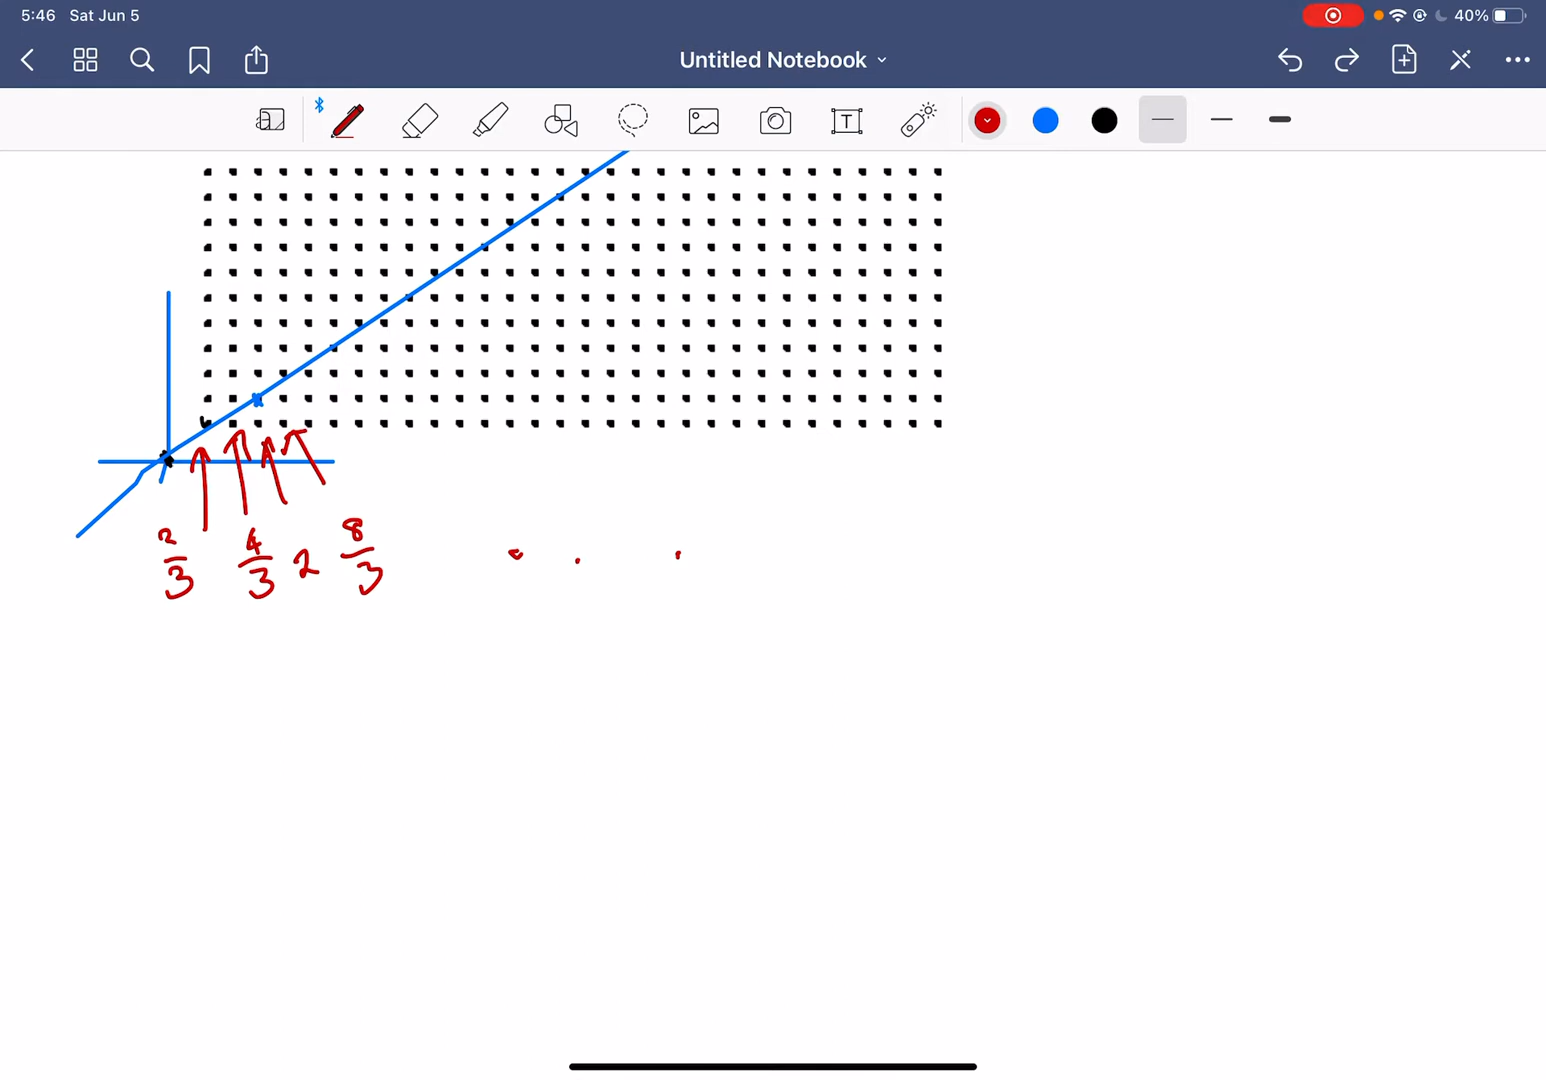 5:46 Sat Jun 5
40%
Untitled Notebook
a
T
2/3 4/3 2 8/3 . . .